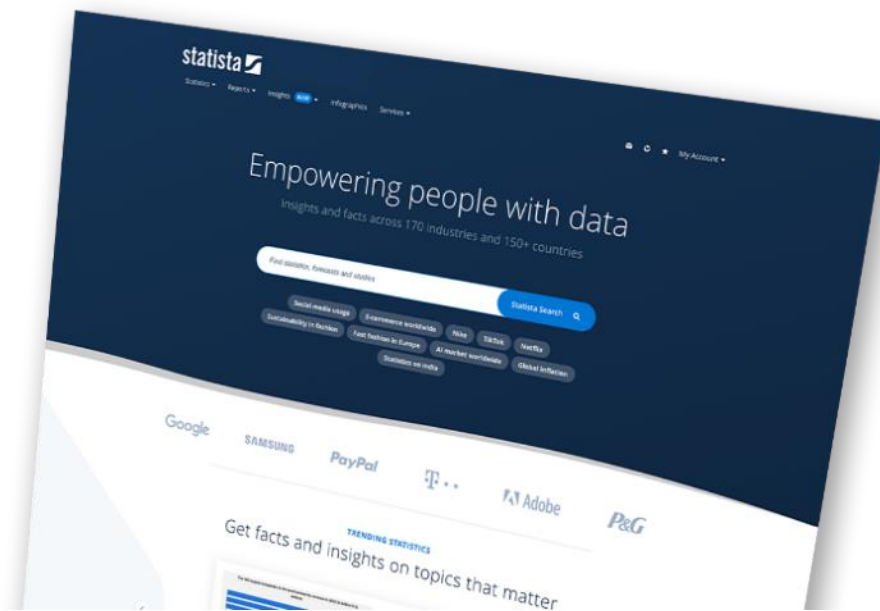 statista
Statistics Reports Insights NEW Infographics Services
My Account
Empowering people with data
Insights and facts across 170 industries and 150+ countries
Find statistics, forecasts and studies Statista Search
Social media usage E-commerce worldwide Nike TikTok Netflix
Sustainability in fashion Fast fashion in Europe AI market worldwide Global inflation
Statistics on India
Google SAMSUNG PayPal T Adobe P&G
TRENDING STATISTICS
Get facts and insights on topics that matter